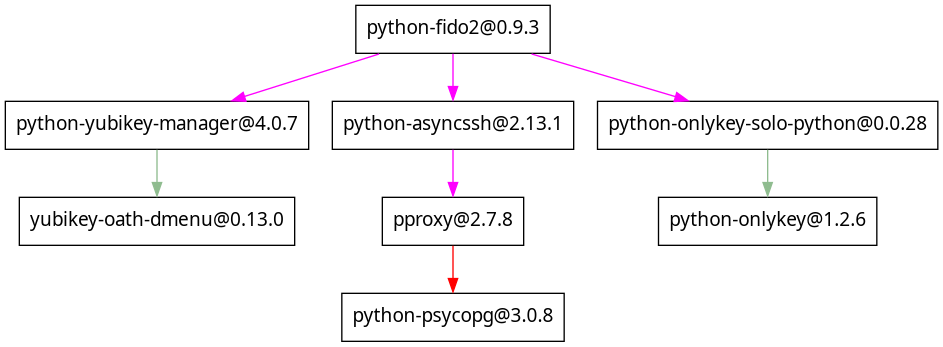 python-fido2@0.9.3
python-yubikey-manager@4.0.7
python-asyncssh@2.13.1
python-onlykey-solo-python@0.0.28
yubikey-oath-dmenu@0.13.0
pproxy@2.7.8
python-onlykey@1.2.6
python-psycopg@3.0.8